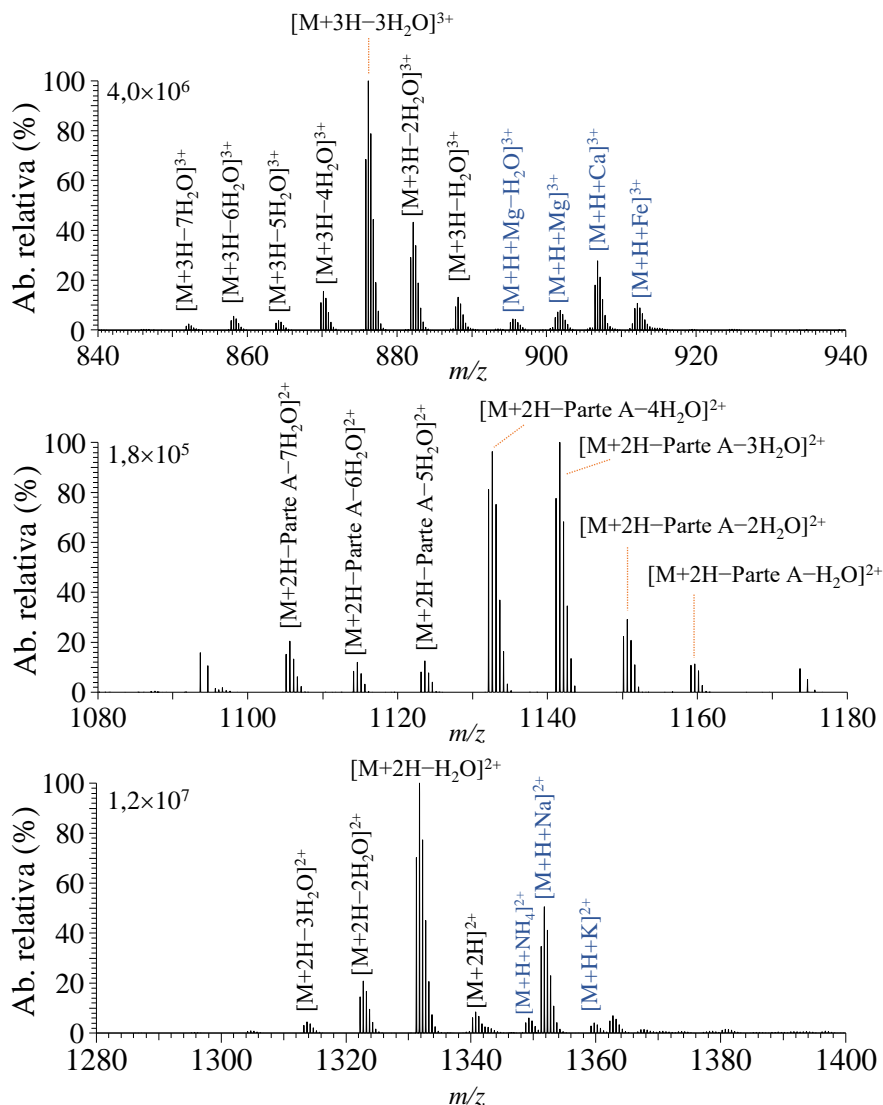 [M+3H−3H₂O]³⁺
4,0×10⁶
[M+3H−7H₂O]³⁺
[M+3H−6H₂O]³⁺
[M+3H−5H₂O]³⁺
[M+3H−4H₂O]³⁺
[M+3H−2H₂O]³⁺
[M+3H−H₂O]³⁺
[M+H+Mg−H₂O]³⁺
[M+H+Mg]³⁺
[M+H+Ca]³⁺
[M+H+Fe]³⁺
Ab. relativa (%)
100
80
60
40
20
0
840 860 880 900 920 940
m/z
1,8×10⁵
[M+2H−Parte A−7H₂O]²⁺
[M+2H−Parte A−6H₂O]²⁺
[M+2H−Parte A−5H₂O]²⁺
[M+2H−Parte A−4H₂O]²⁺
[M+2H−Parte A−3H₂O]²⁺
[M+2H−Parte A−2H₂O]²⁺
[M+2H−Parte A−H₂O]²⁺
Ab. relativa (%)
100
80
60
40
20
0
1080 1100 1120 1140 1160 1180
m/z
[M+2H−H₂O]²⁺
1,2×10⁷
[M+2H−3H₂O]²⁺
[M+2H−2H₂O]²⁺
[M+2H]²⁺
[M+H+NH₄]²⁺
[M+H+Na]²⁺
[M+H+K]²⁺
Ab. relativa (%)
100
80
60
40
20
0
1280 1300 1320 1340 1360 1380 1400
m/z